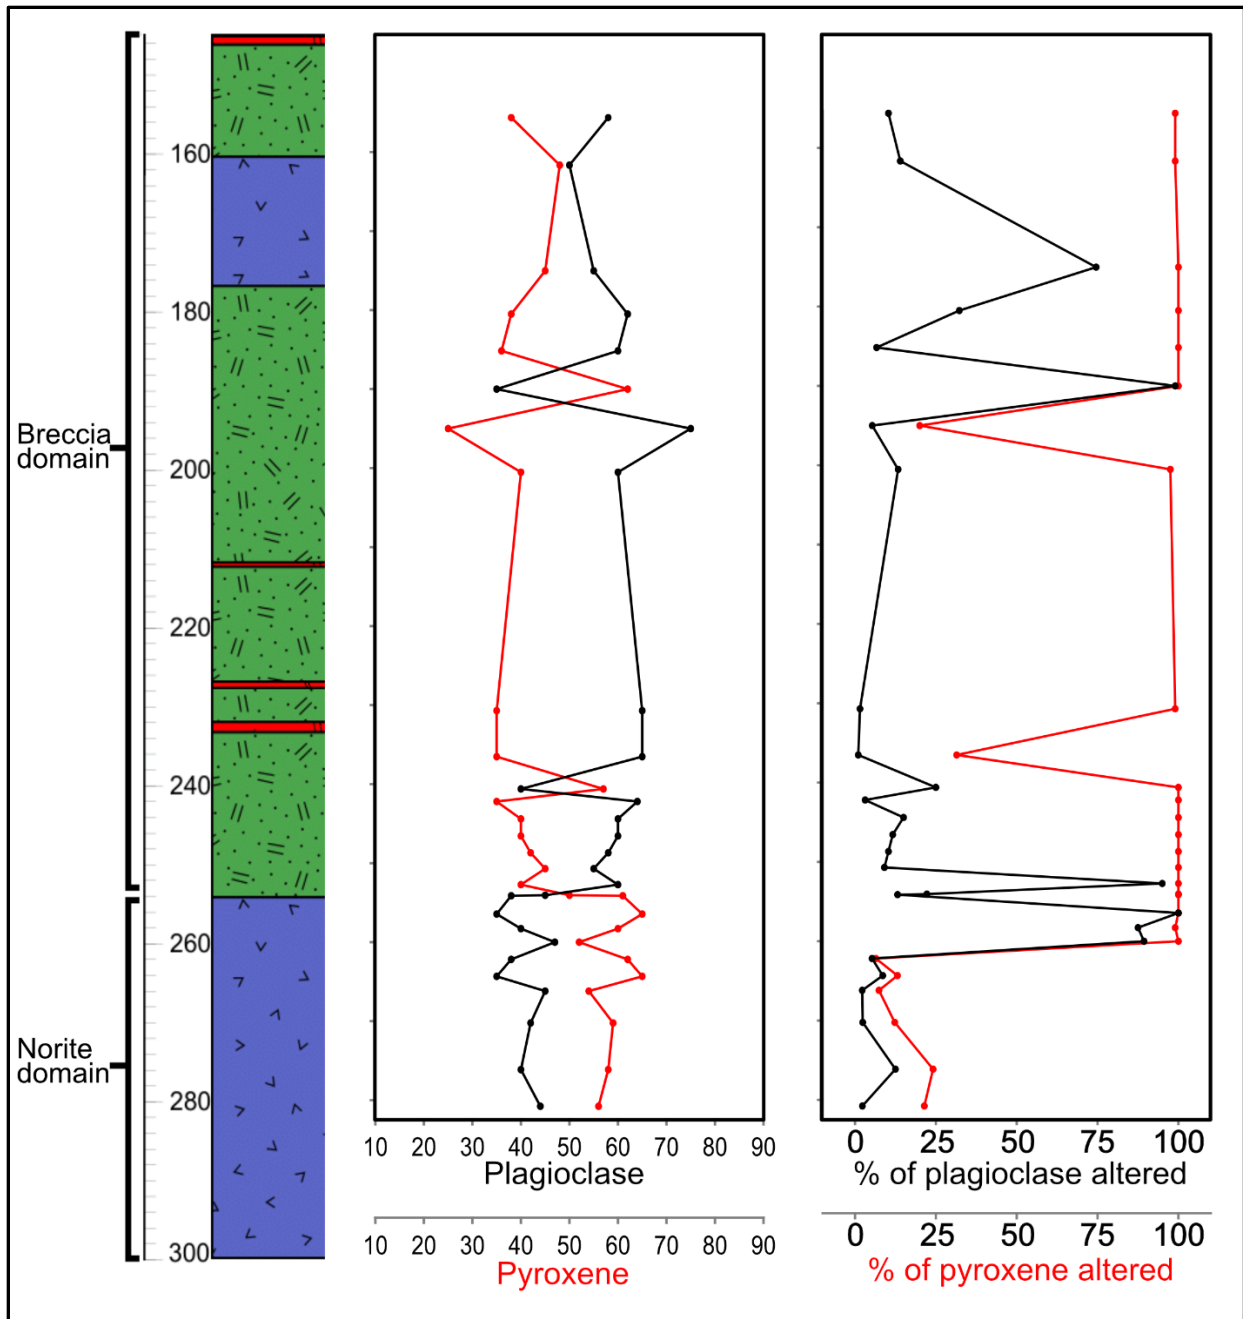 Breccia
domain
Norite
domain
160
180
200
220
240
260
280
300
10 20 30 40 50 60 70 80 90
Plagioclase
10 20 30 40 50 60 70 80 90
Pyroxene
0 25 50 75 100
% of plagioclase altered
0 25 50 75 100
% of pyroxene altered